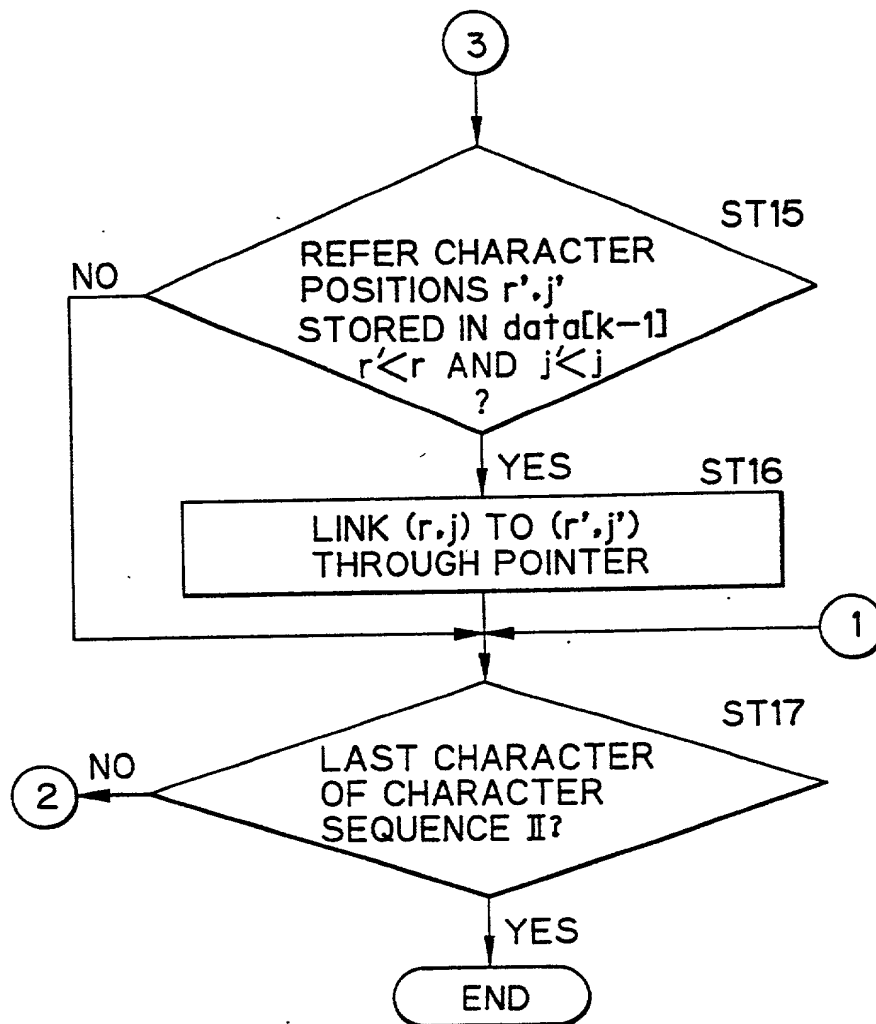 3
ST15
REFER CHARACTER
POSITIONS r',j'
STORED IN data[k-1]
r'<r AND j'<j
?
NO
YES
ST16
LINK (r,j) TO (r',j')
THROUGH POINTER
1
ST17
LAST CHARACTER
OF CHARACTER
SEQUENCE II?
NO
2
YES
END